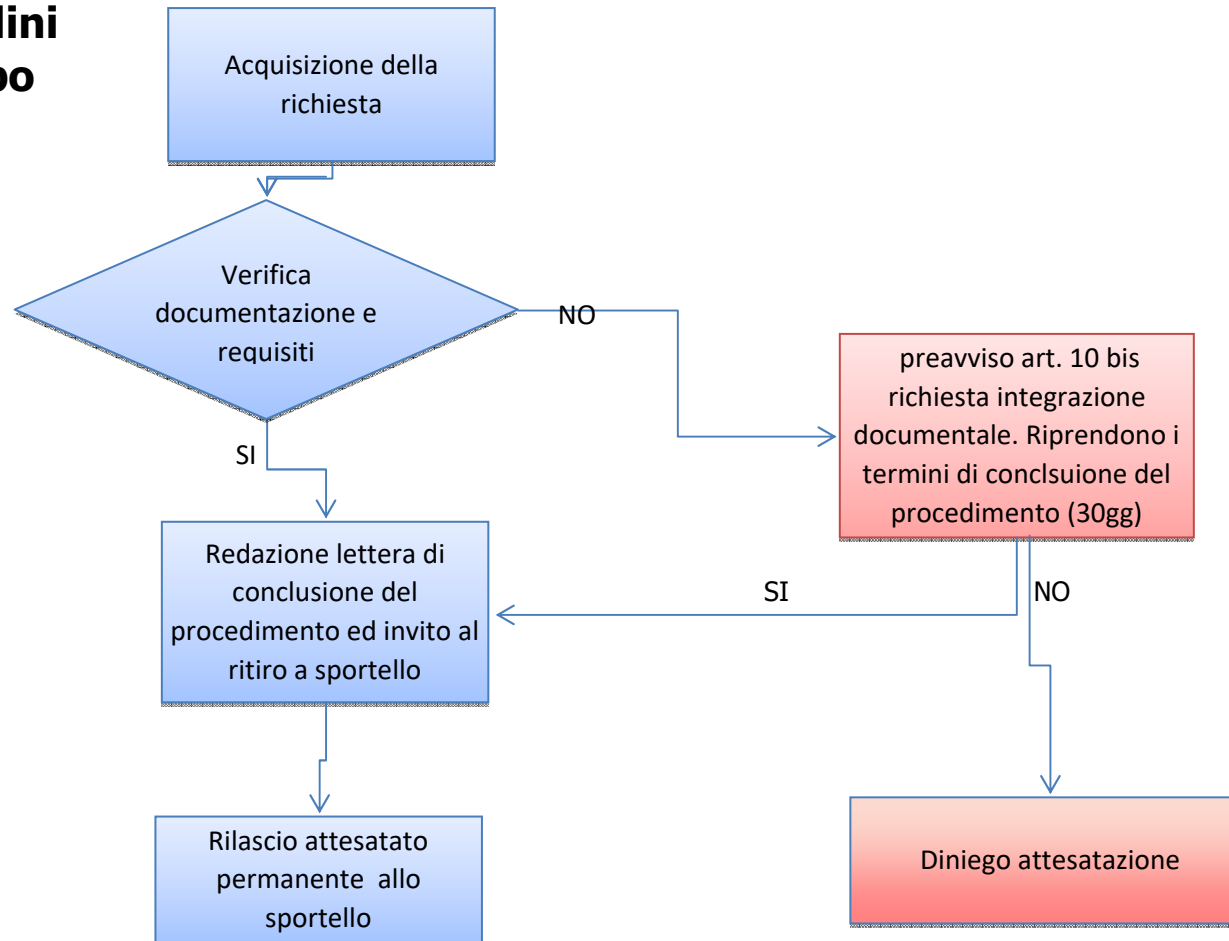 Acquisizione della
richiesta
Verifica
documentazione e
requisiti
NO
preavviso art. 10 bis
richiesta integrazione
documentale. Riprendono i
termini di conclsuione del
procedimento (30gg)
SI
Redazione lettera di
conclusione del
procedimento ed invito al
ritiro a sportello
SI
NO
Rilascio attesatato
permanente allo
sportello
Diniego attesatazione